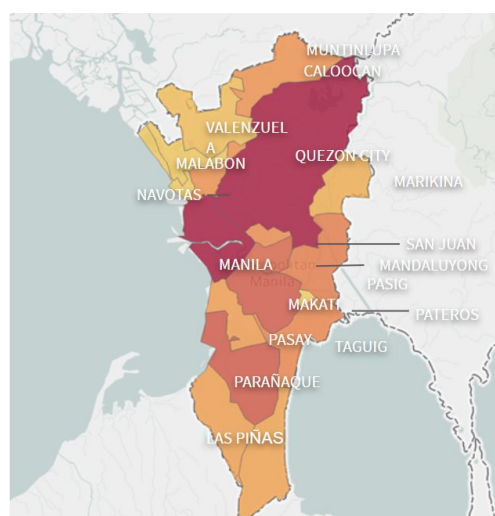 MUNTINLUPA
CALOOCAN
VALENZUEL
A
MALABON
QUEZON CITY
MARIKINA
NAVOTAS
SAN JUAN
MANILA
MANDALUYONG
Manila
PASIG
MAKATI
PATEROS
PASAY
TAGUIG
PARAÑAQUE
LAS PIÑAS